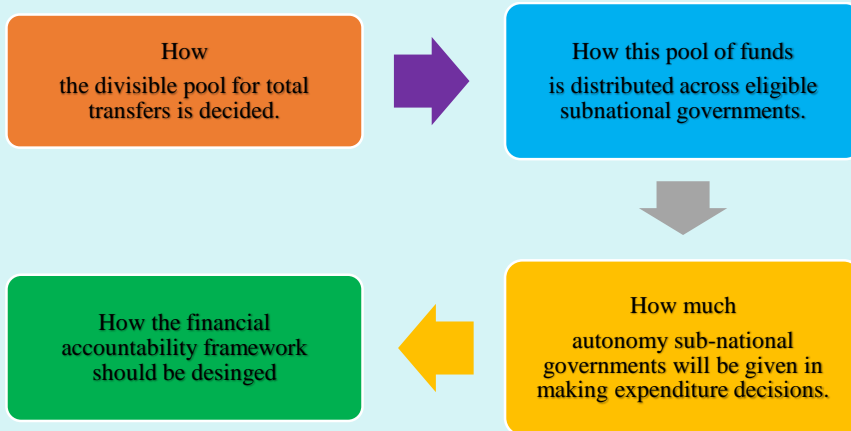 How
the divisible pool for total
transfers is decided.
How this pool of funds
is distributed across eligible
subnational governments.
How much
autonomy sub-national
governments will be given in
making expenditure decisions.
How the financial
accountability framework
should be desinged